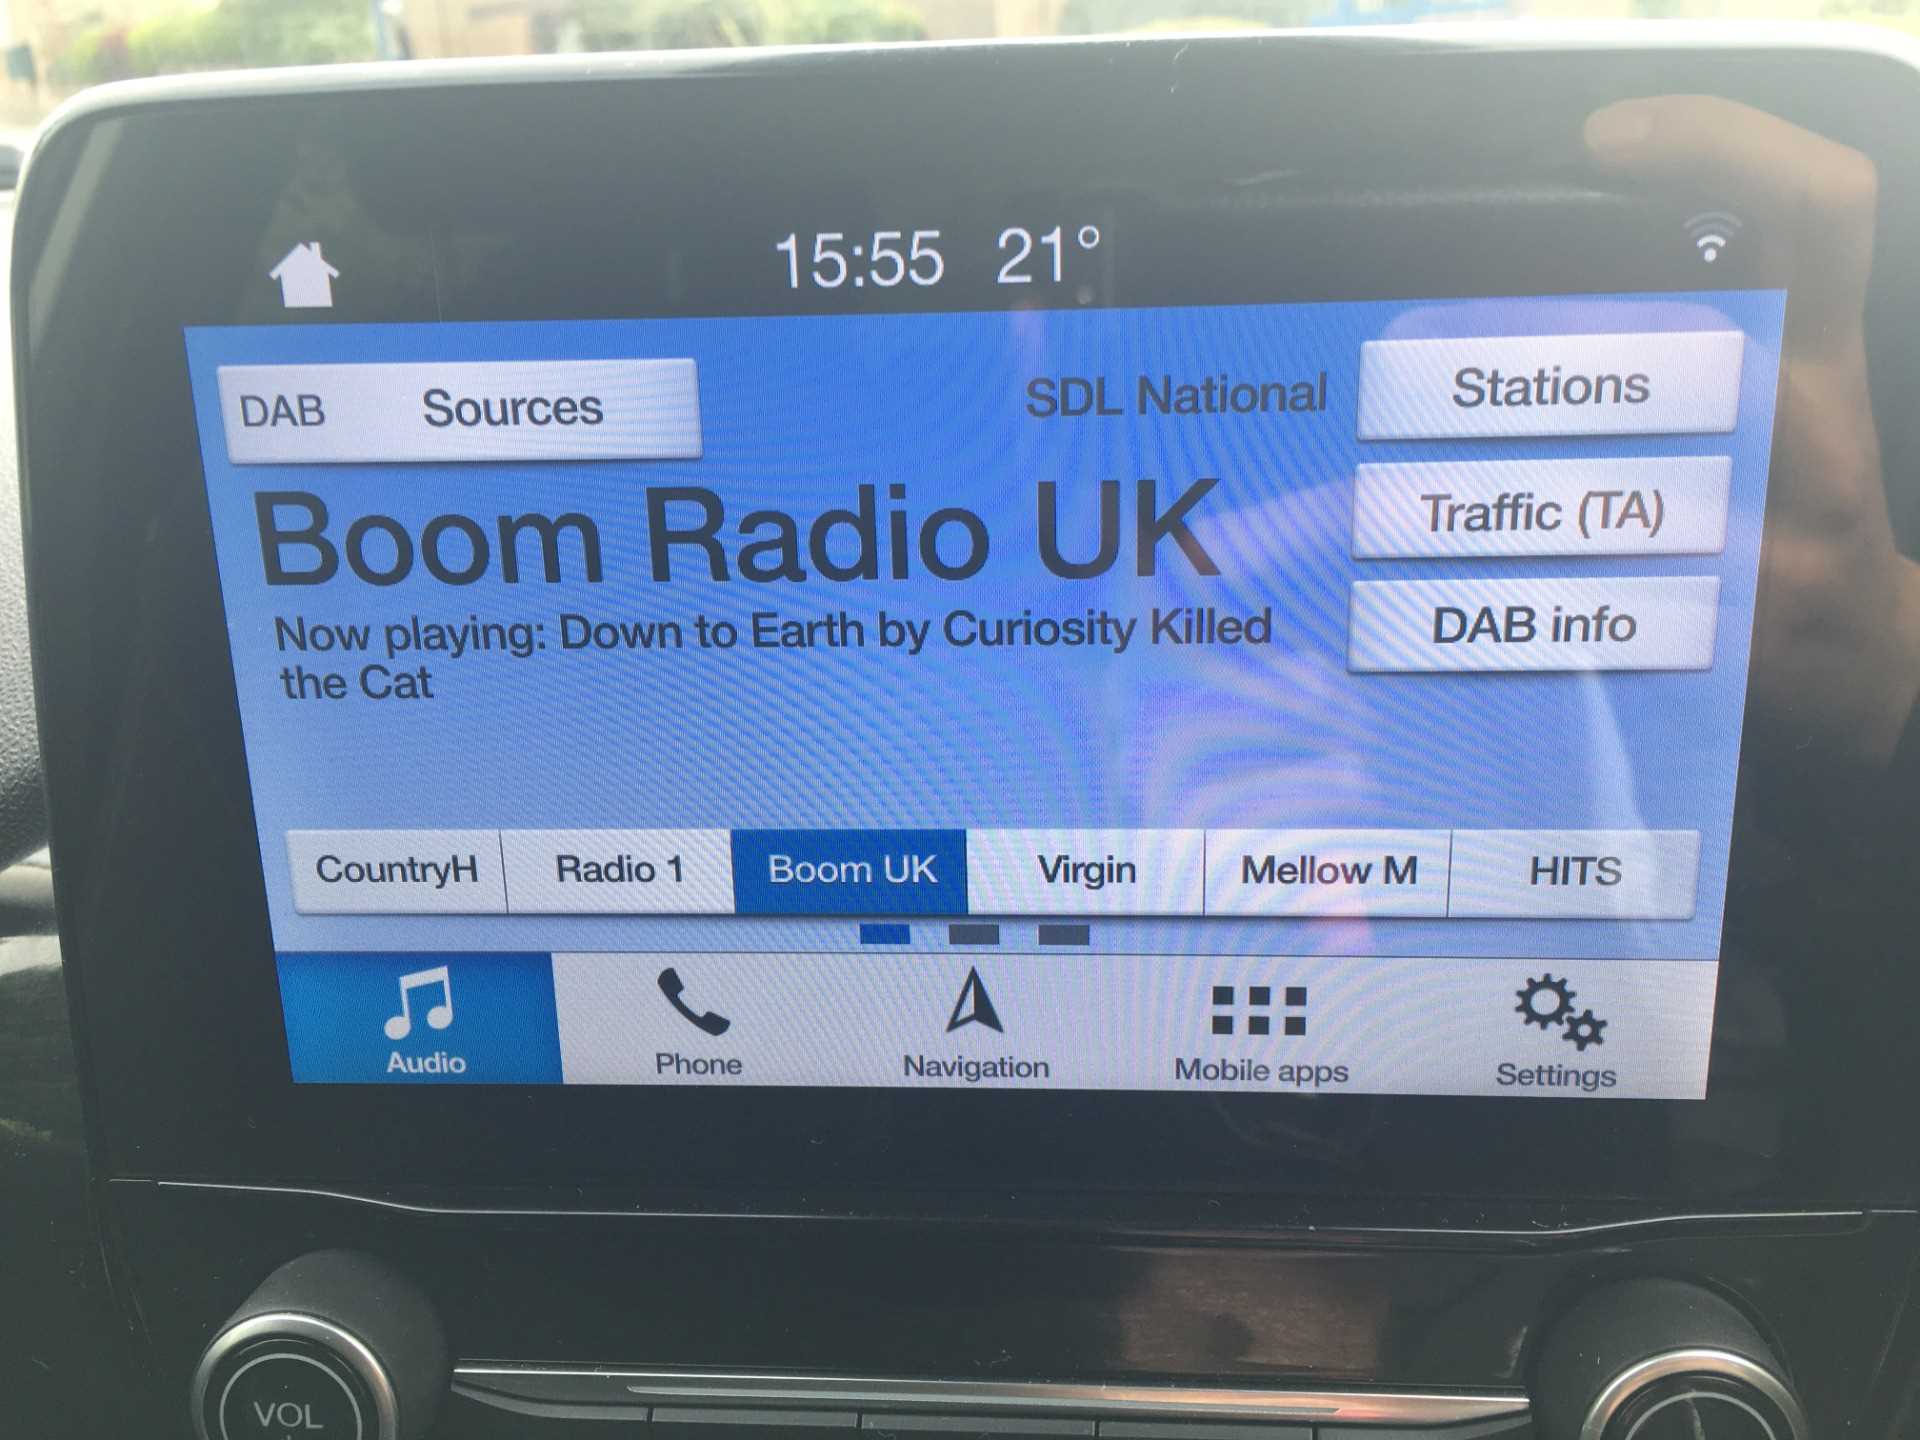 15:55 21°
DAB Sources
SDL National
Stations
Boom Radio UK
Traffic (TA)
Now playing: Down to Earth by Curiosity Killed
the Cat
DAB info
CountryH Radio 1 Boom UK Virgin Mellow M HITS
Audio Phone Navigation Mobile apps Settings
VOL